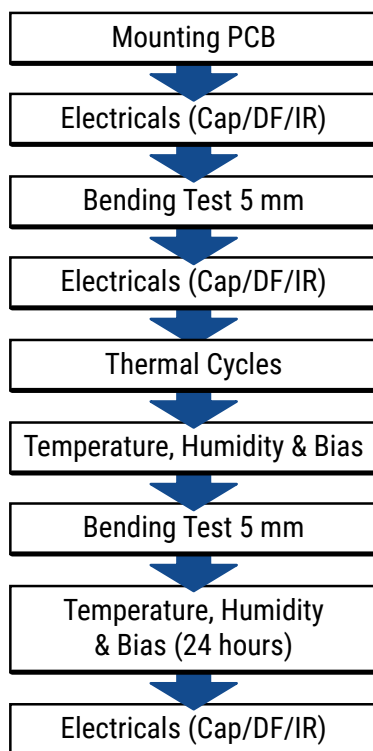 Mounting PCB
Electricals (Cap/DF/IR)
Bending Test 5 mm
Electricals (Cap/DF/IR)
Thermal Cycles
Temperature, Humidity & Bias
Bending Test 5 mm
Temperature, Humidity
& Bias (24 hours)
Electricals (Cap/DF/IR)